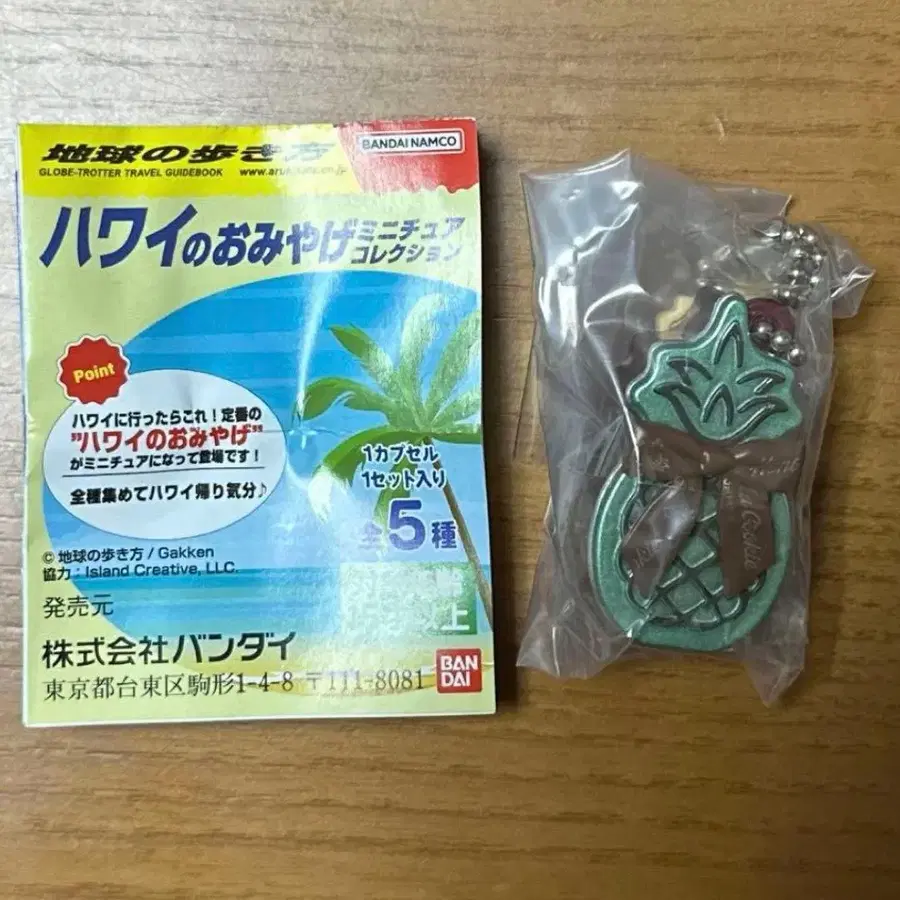 地球の歩き方
BANDAI NAMCO
GLOBE-TROTTER TRAVEL GUIDEBOOK
ハワイのおみやげミニチュア
コレクション
Point
ハワイに行ったらこれ！定番の
"ハワイのおみやげ"
がミニチュアになって登場です！
全種集めてハワイ帰り気分♪
1カプセル
1セット入り
全5種
© 地球の歩き方 / Gakken
協力：Island Creative, LLC.
発売元
以上
株式会社バンダイ
東京都台東区駒形1-4-8 〒111-8081
BAN
DAI
Cookie